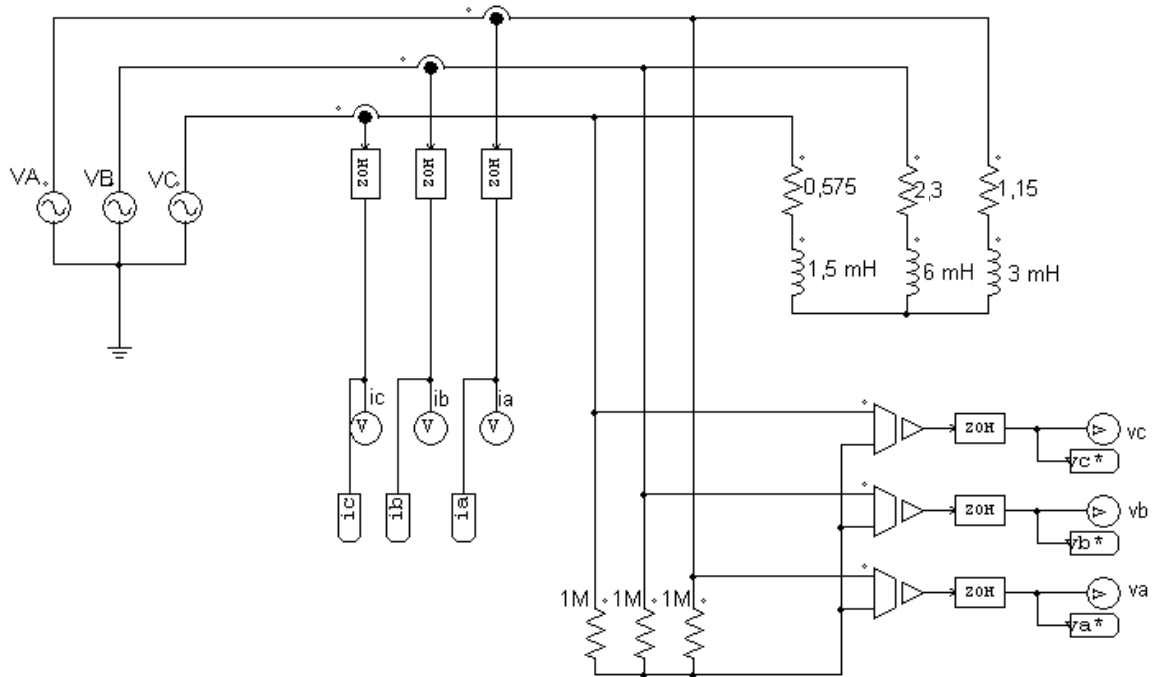 ZOH ZOH ZOH
VA VB VC
0,575 2,3 1,15
1,5 mH 6 mH 3 mH
ic ib ia
V V V
ZOH V vc
vc*
ic ib ia
ZOH V vb
vb*
ZOH V va
1M 1M 1M
va*